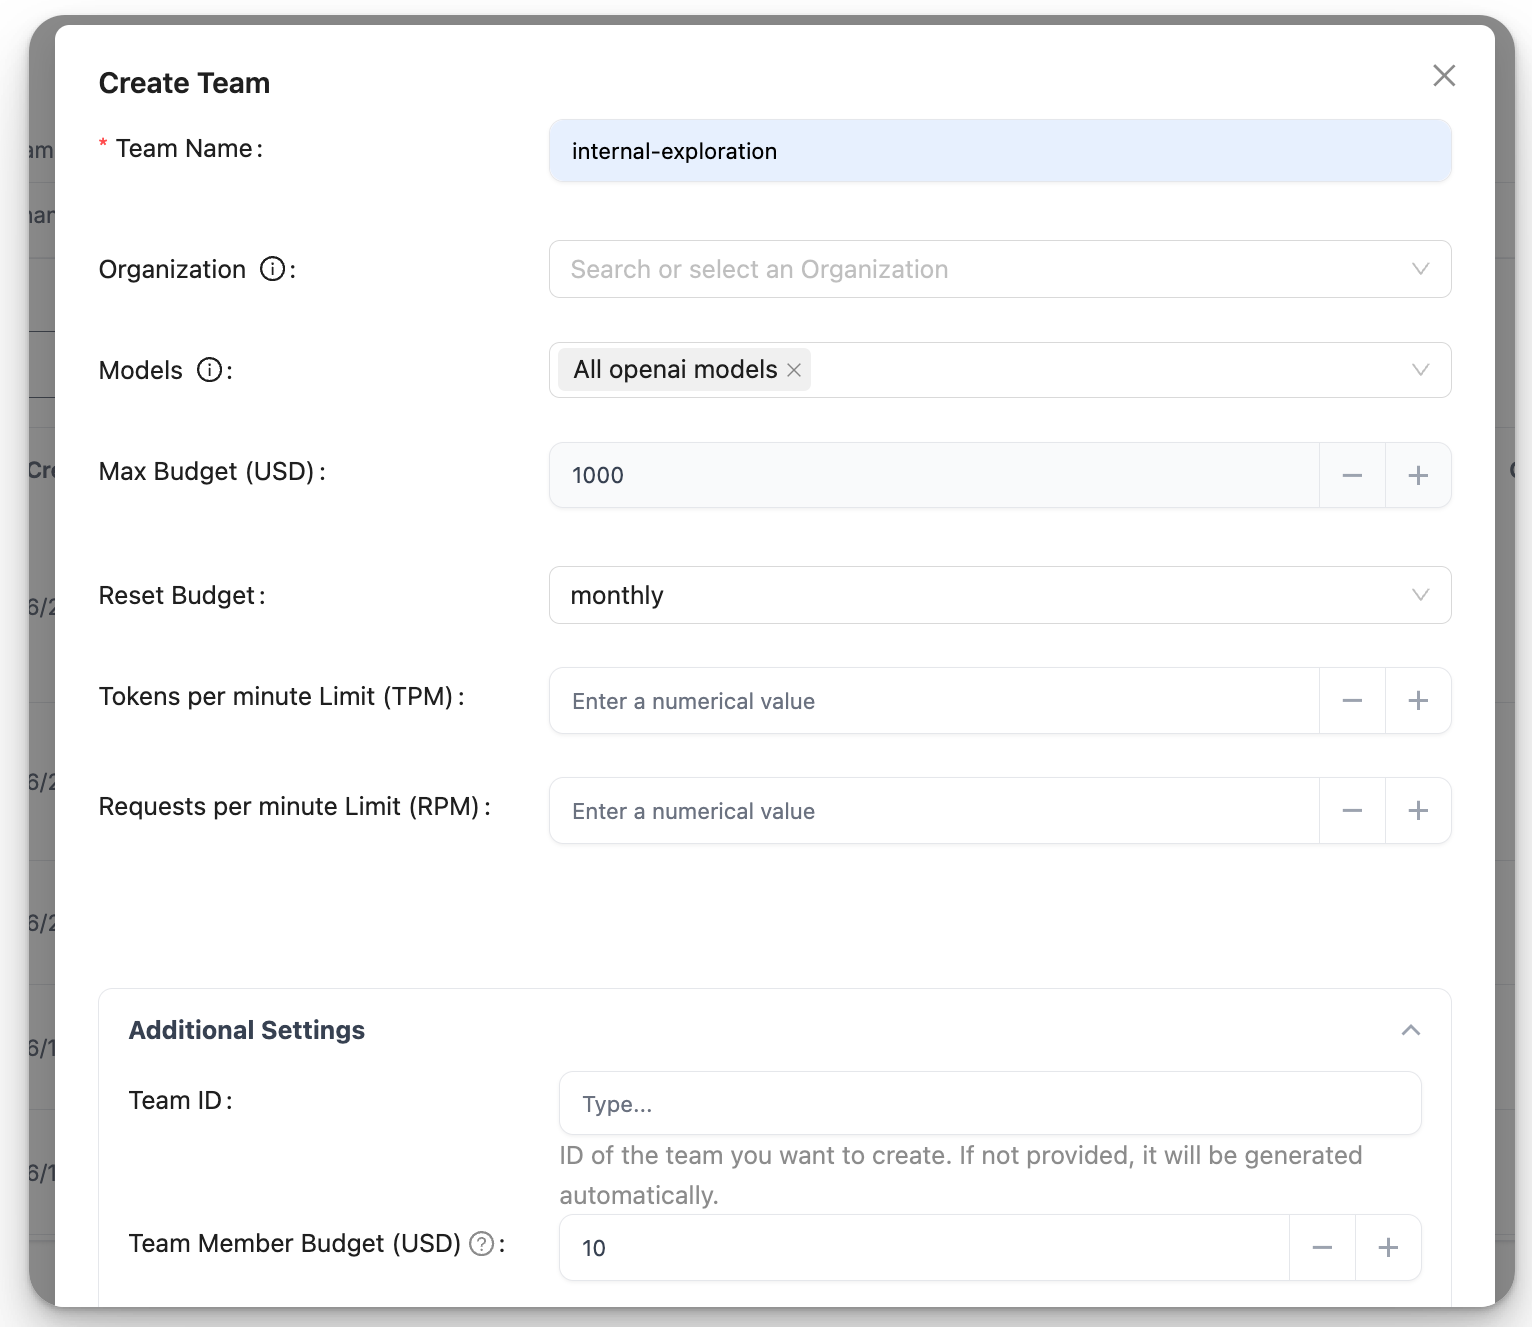 Create Team
* Team Name:
internal-exploration
Organization ⓘ:
Search or select an Organization
Models ⓘ:
All openai models ×
Max Budget (USD):
1000
Reset Budget:
monthly
Tokens per minute Limit (TPM):
Enter a numerical value
Requests per minute Limit (RPM):
Enter a numerical value
Additional Settings
Team ID:
Type...
ID of the team you want to create. If not provided, it will be generated
automatically.
Team Member Budget (USD) ?:
10